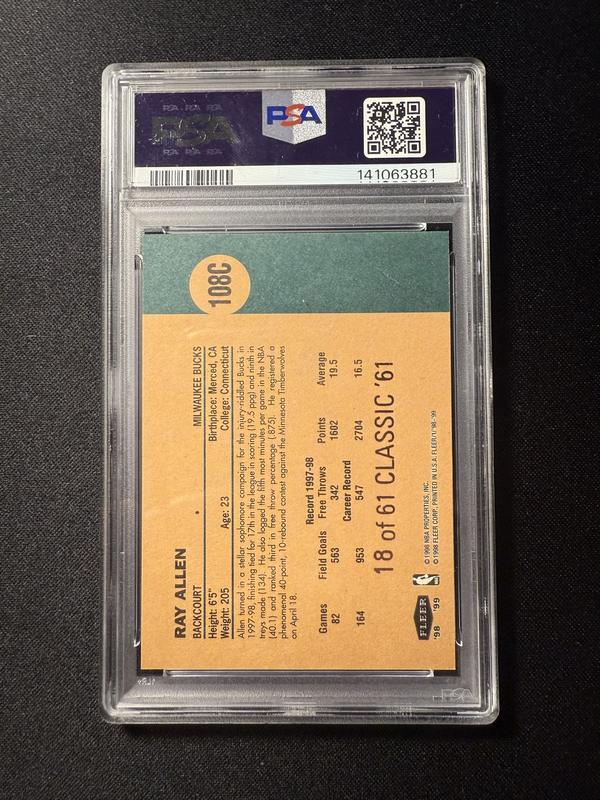 PSA
PSA
141063881
108C
RAY ALLEN
BACKCOURT • MILWAUKEE BUCKS
Height: 6'5" Birthplace: Merced, CA
Weight: 205 Age: 23 College: Connecticut
Allen turned in a stellar sophomore campaign for the injury-riddled Bucks in
1997-98, finishing tied for 17th in the league in scoring (19.5 ppg) and ninth in
treys made (134). He also logged the fifth most minutes per game in the NBA
(40.1) and ranked third in free throw percentage (.875). He registered a
phenomenal 40-point, 10-rebound contest against the Minnesota Timberwolves
on April 18.
Record 1997-98
Games Field Goals Free Throws Points Average
82 563 342 1602 19.5
Career Record
164 953 547 2704 16.5
18 of 61 CLASSIC '61
FLEER
'98 '99
© 1998 NBA PROPERTIES, INC.
© 1998 FLEER CORP., PRINTED IN U.S.A. FLEER/1/'98-'99